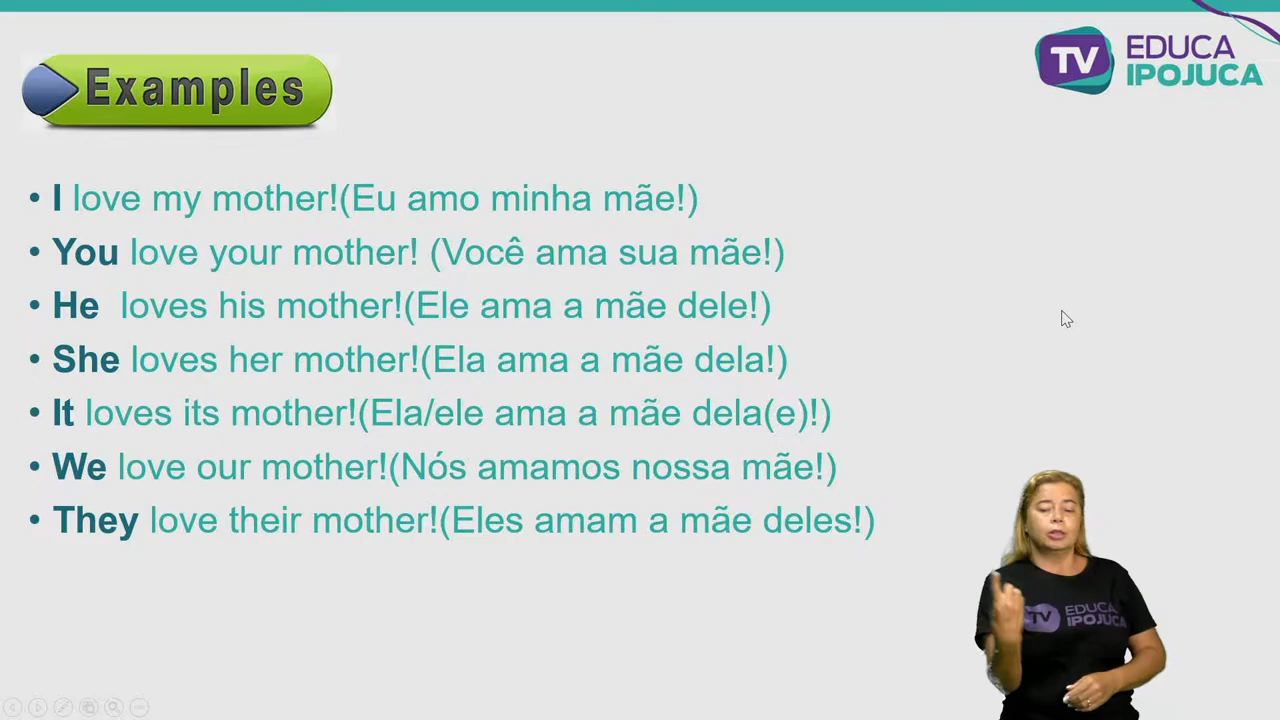 Examples
TV EDUCA
IPOJUCA
• I love my mother!(Eu amo minha mãe!)
• You love your mother! (Você ama sua mãe!)
• He  loves his mother!(Ele ama a mãe dele!)
• She loves her mother!(Ela ama a mãe dela!)
• It loves its mother!(Ela/ele ama a mãe dela(e)!)
• We love our mother!(Nós amamos nossa mãe!)
• They love their mother!(Eles amam a mãe deles!)
TV EDUCA
IPOJUCA